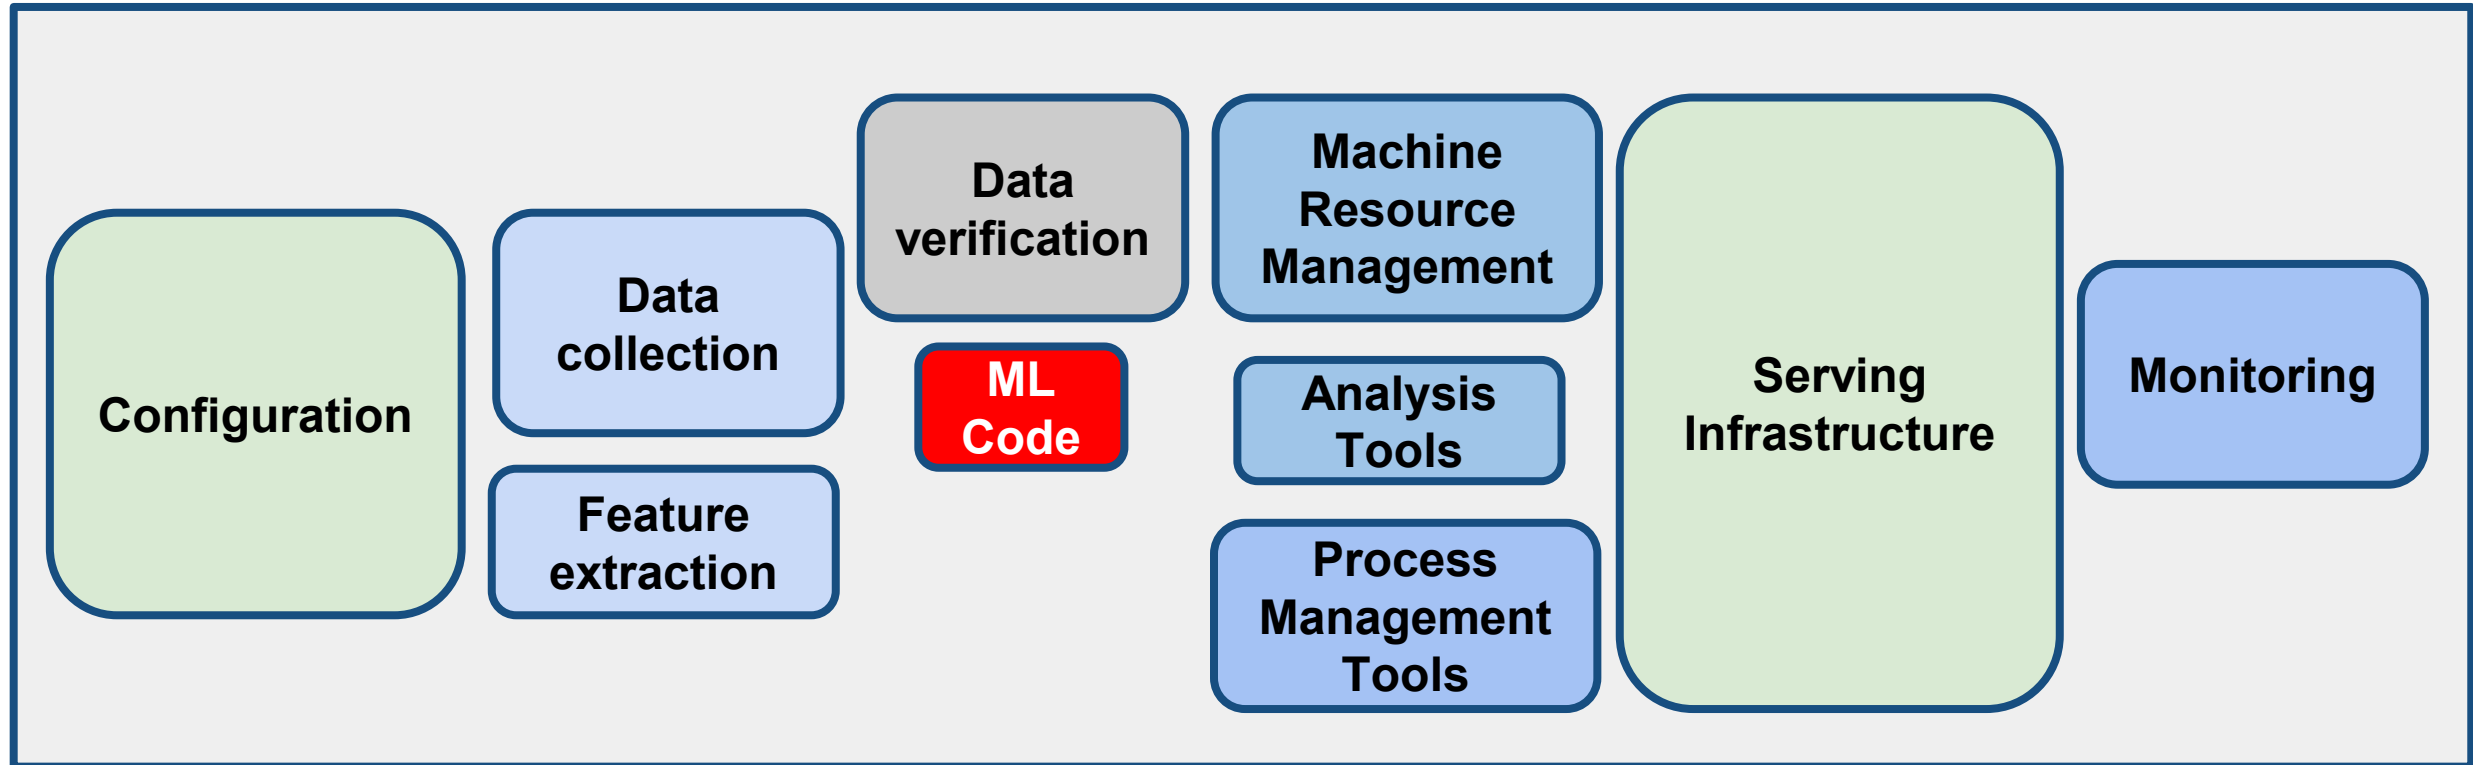 Configuration
Data
collection
Feature
extraction
Data
verification
ML
Code
Machine
Resource
Management
Analysis
Tools
Process
Management
Tools
Serving
Infrastructure
Monitoring